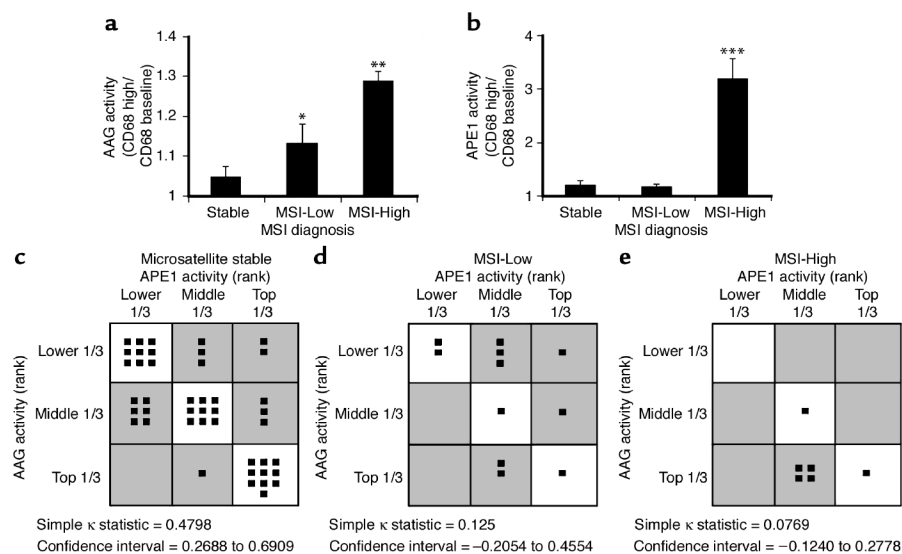 a
AAG activity
(CD68 high/
CD68 baseline)
1.4
1.3
1.2
1.1
1
*
**
Stable
MSI-Low
MSI-High
MSI diagnosis
b
APE1 activity
(CD68 high/
CD68 baseline)
4
3
2
1
***
Stable
MSI-Low
MSI-High
MSI diagnosis
c
Microsatellite stable
APE1 activity (rank)
Lower 1/3
Middle 1/3
Top 1/3
AAG activity (rank)
Lower 1/3
Middle 1/3
Top 1/3
Simple κ statistic = 0.4798
Confidence interval = 0.2688 to 0.6909
d
MSI-Low
APE1 activity (rank)
Lower 1/3
Middle 1/3
Top 1/3
AAG activity (rank)
Lower 1/3
Middle 1/3
Top 1/3
Simple κ statistic = 0.125
Confidence interval = −0.2054 to 0.4554
e
MSI-High
APE1 activity (rank)
Lower 1/3
Middle 1/3
Top 1/3
AAG activity (rank)
Lower 1/3
Middle 1/3
Top 1/3
Simple κ statistic = 0.0769
Confidence interval = −0.1240 to 0.2778